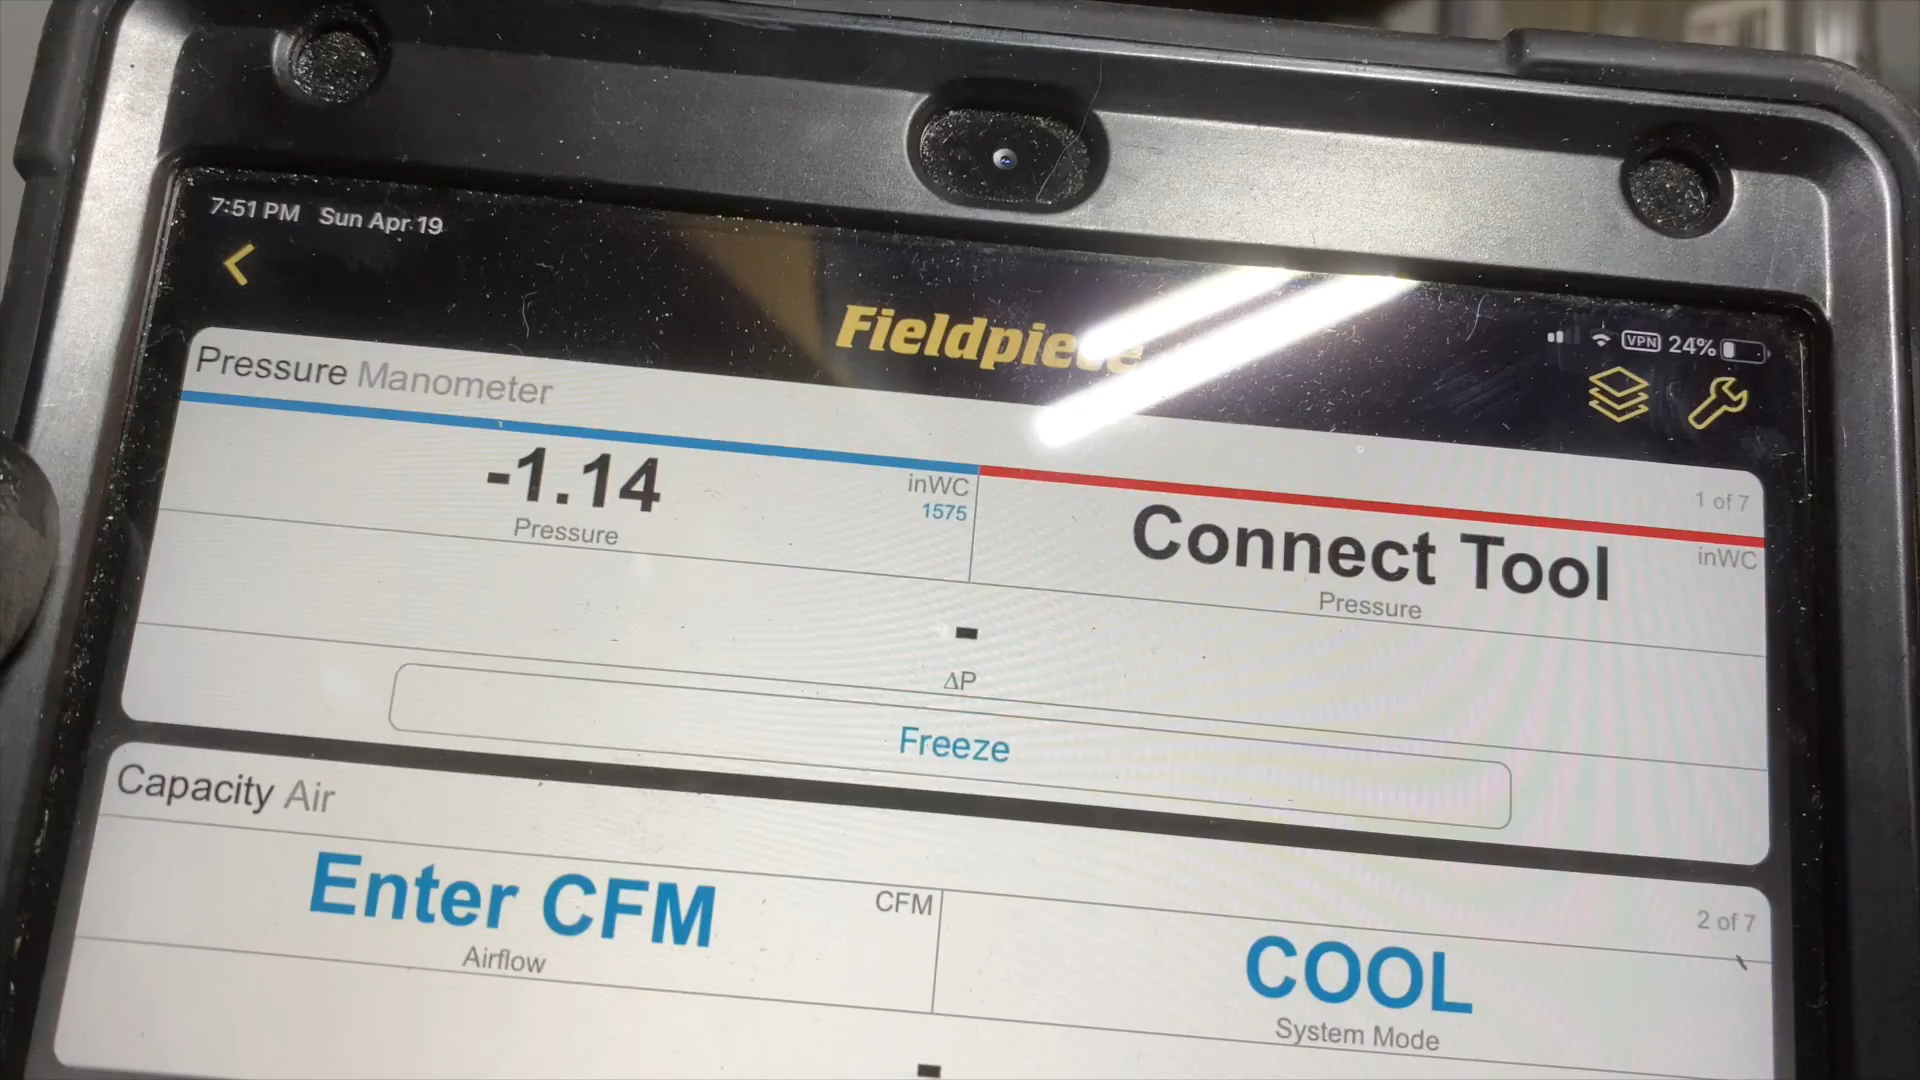 7:51 PM Sun Apr 19
VPN 24%
Fieldpiece
Pressure Manometer
1 of 7
-1.14
inWC
1575
Pressure
Connect Tool
inWC
Pressure
-
ΔP
Freeze
Capacity Air
2 of 7
Enter CFM
CFM
Airflow
COOL
System Mode
-